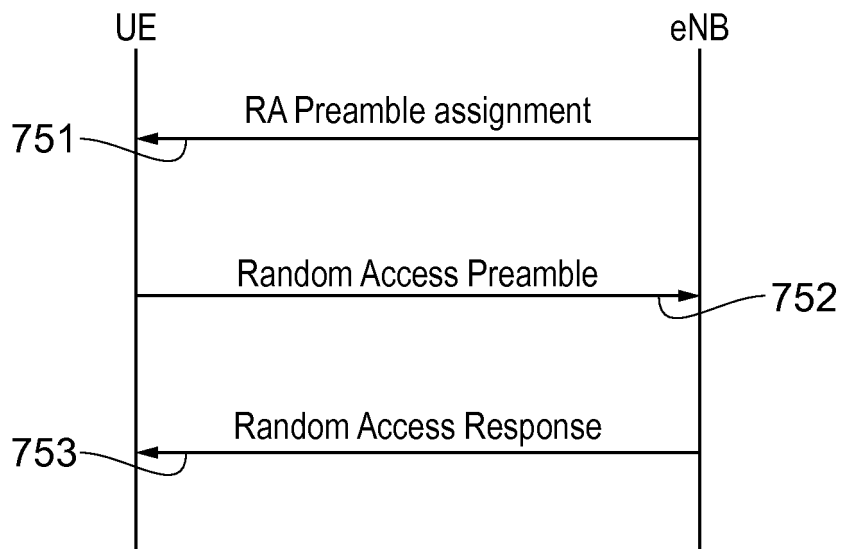 UE
eNB
RA Preamble assignment
751
Random Access Preamble
752
Random Access Response
753